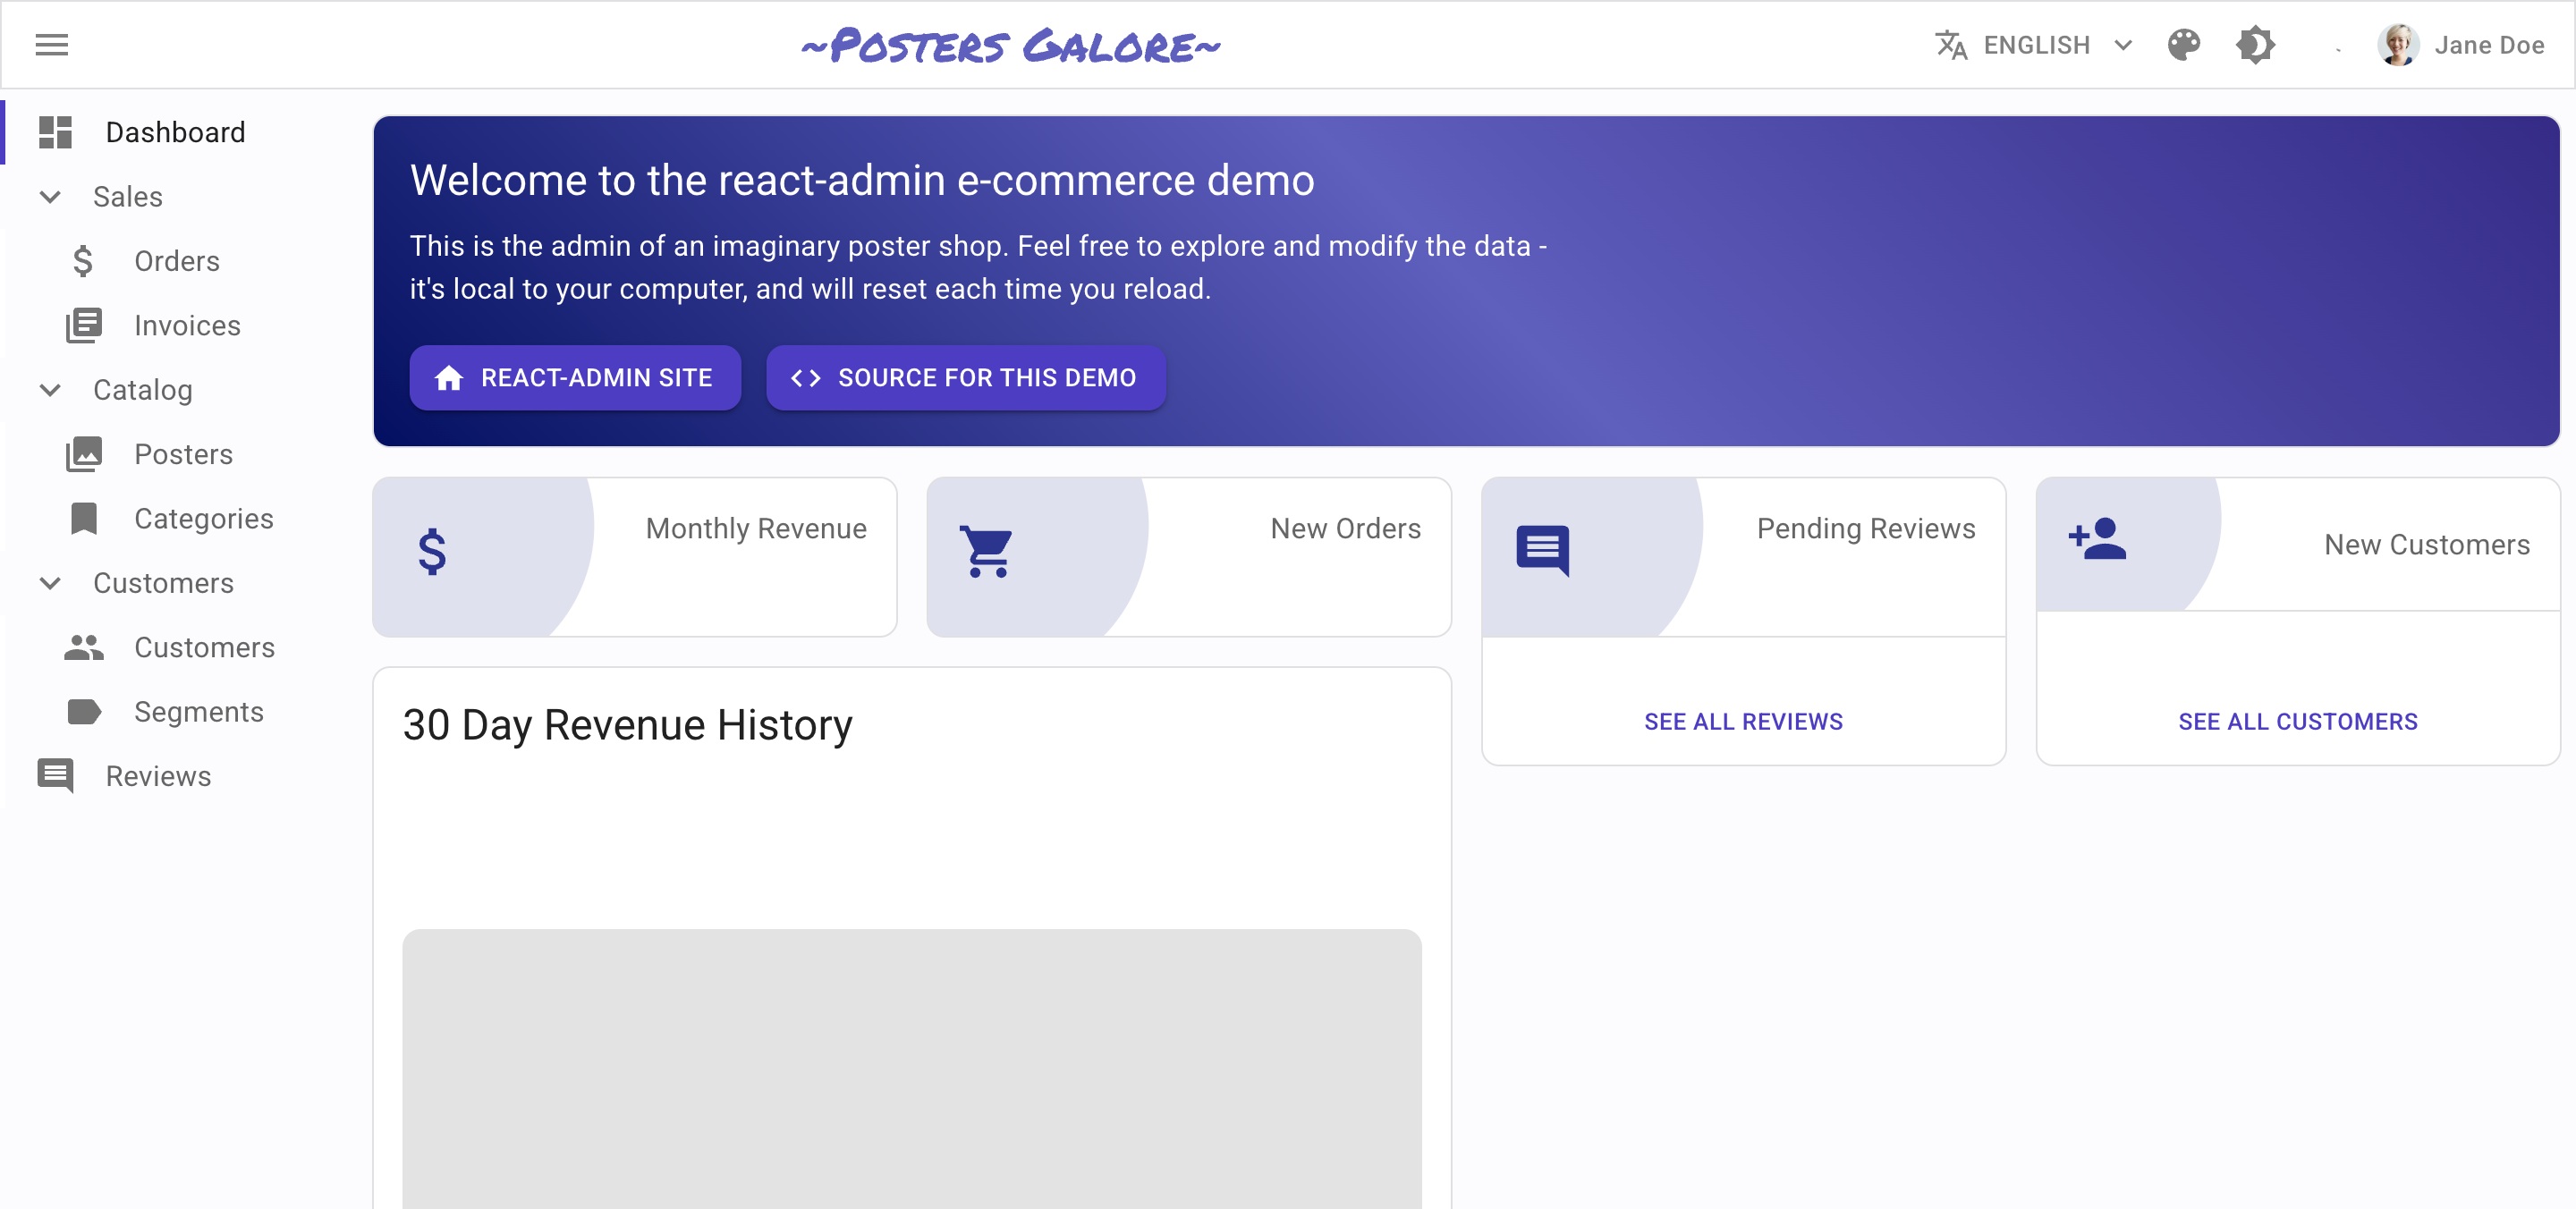 ~Posters Galore~
ENGLISH
Jane Doe
Dashboard
Sales
Orders
Invoices
Catalog
Posters
Categories
Customers
Customers
Segments
Reviews
Welcome to the react-admin e-commerce demo
This is the admin of an imaginary poster shop. Feel free to explore and modify the data -
it's local to your computer, and will reset each time you reload.
REACT-ADMIN SITE
SOURCE FOR THIS DEMO
Monthly Revenue
New Orders
Pending Reviews
New Customers
SEE ALL REVIEWS
SEE ALL CUSTOMERS
30 Day Revenue History